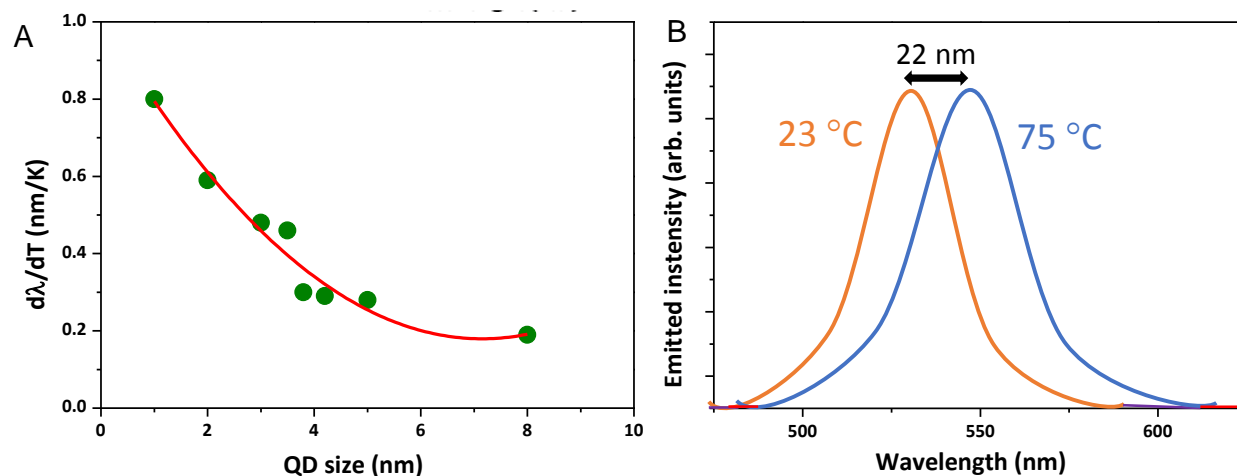 A
1.0
0.8
0.6
0.4
0.2
0.0
dλ/dT (nm/K)
0
2
4
6
8
10
QD size (nm)
B
22 nm
23 °C
75 °C
Emitted instensity (arb. units)
500
550
600
Wavelength (nm)